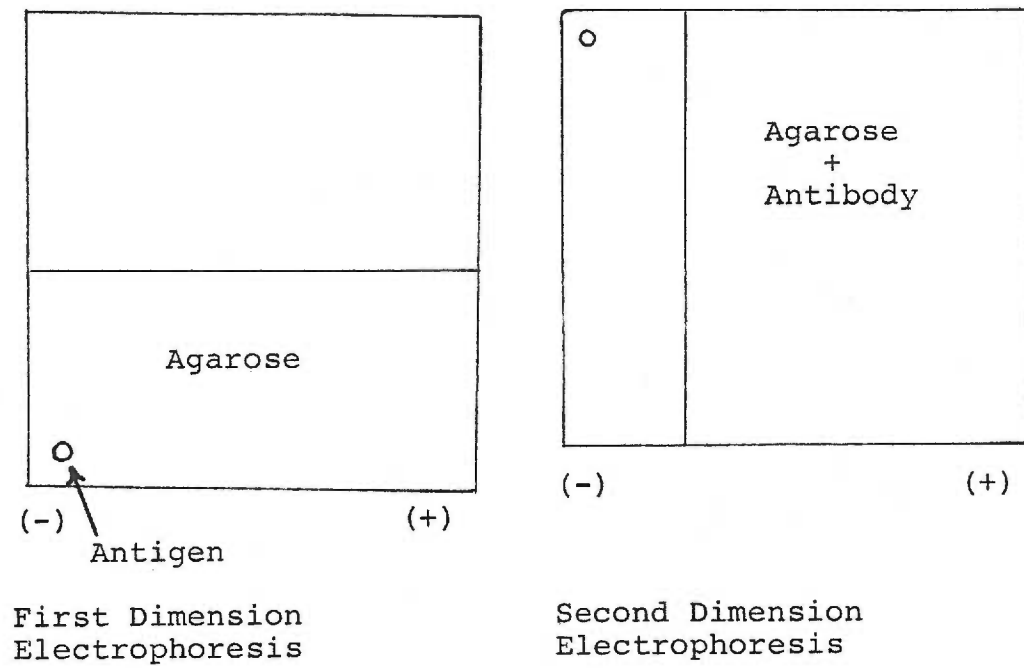 Agarose
(-) (+)
Antigen
First Dimension
Electrophoresis
Agarose
+
Antibody
(-) (+)
Second Dimension
Electrophoresis